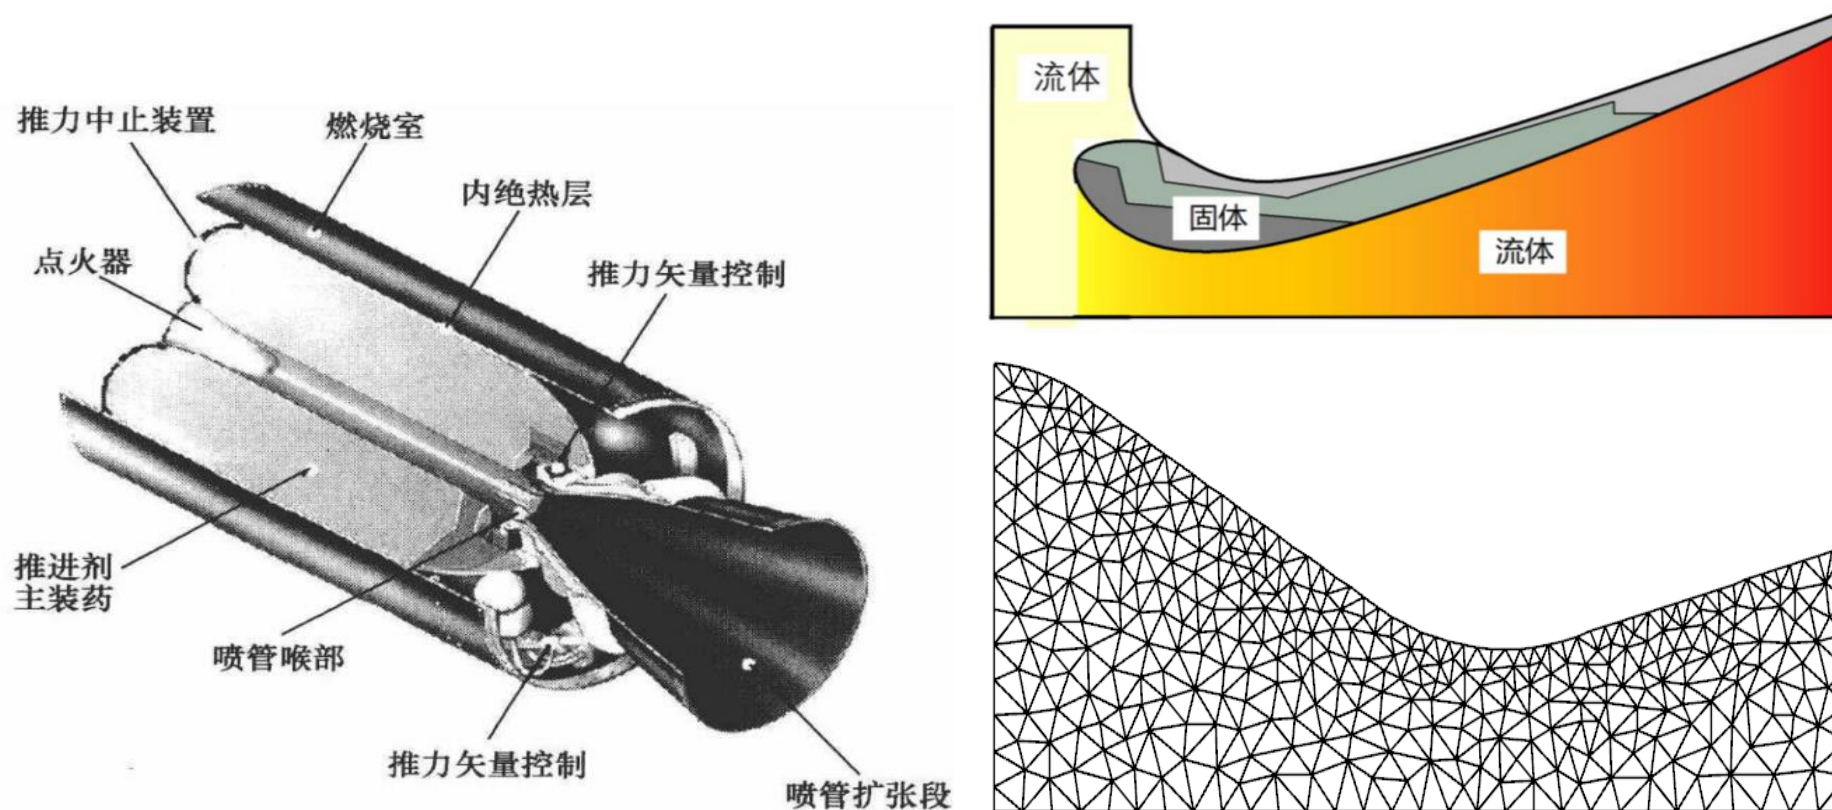 推力中止装置
燃烧室
内绝热层
点火器
推力矢量控制
推进剂
主装药
喷管喉部
推力矢量控制
喷管扩张段
流体
固体
流体